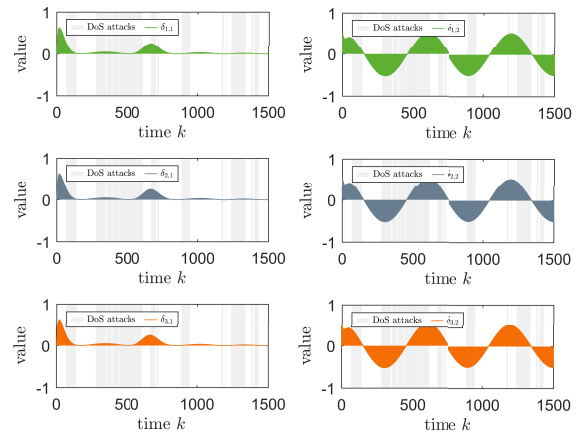 1
DoS attacks δ1,1
value
0
-1
0 500 1000 1500
time k
1
DoS attacks δ1,2
value
0
-1
0 500 1000 1500
time k
1
DoS attacks δ2,1
value
0
-1
0 500 1000 1500
time k
1
DoS attacks 2,2
value
0
-1
0 500 1000 1500
time k
1
DoS attacks δ3,1
value
0
-1
0 500 1000 1500
time k
1
DoS attacks δ3,2
value
0
-1
0 500 1000 1500
time k